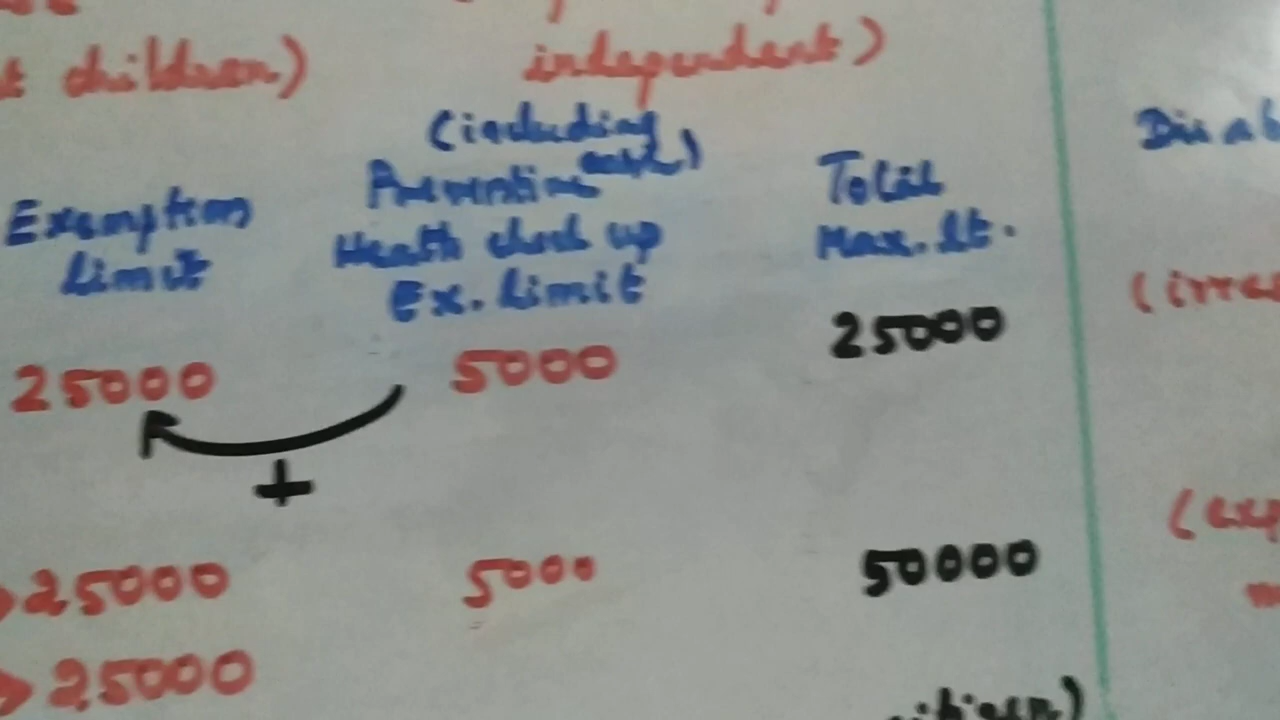 t children)
independent)
Exemption
Limit
(including
Preventive
Health check up
Ex. Limit
Total
Max. lt.
25000
5000
25000
+
25000
5000
50000
25000